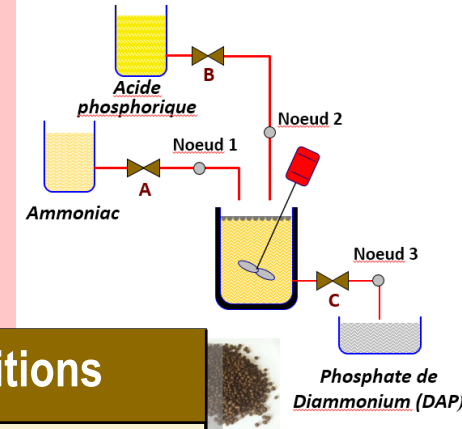 B
Acide
phosphorique
Noeud 2
Noeud 1
A
Ammoniac
Noeud 3
C
itions
Phosphate de
Diammonium (DAP)